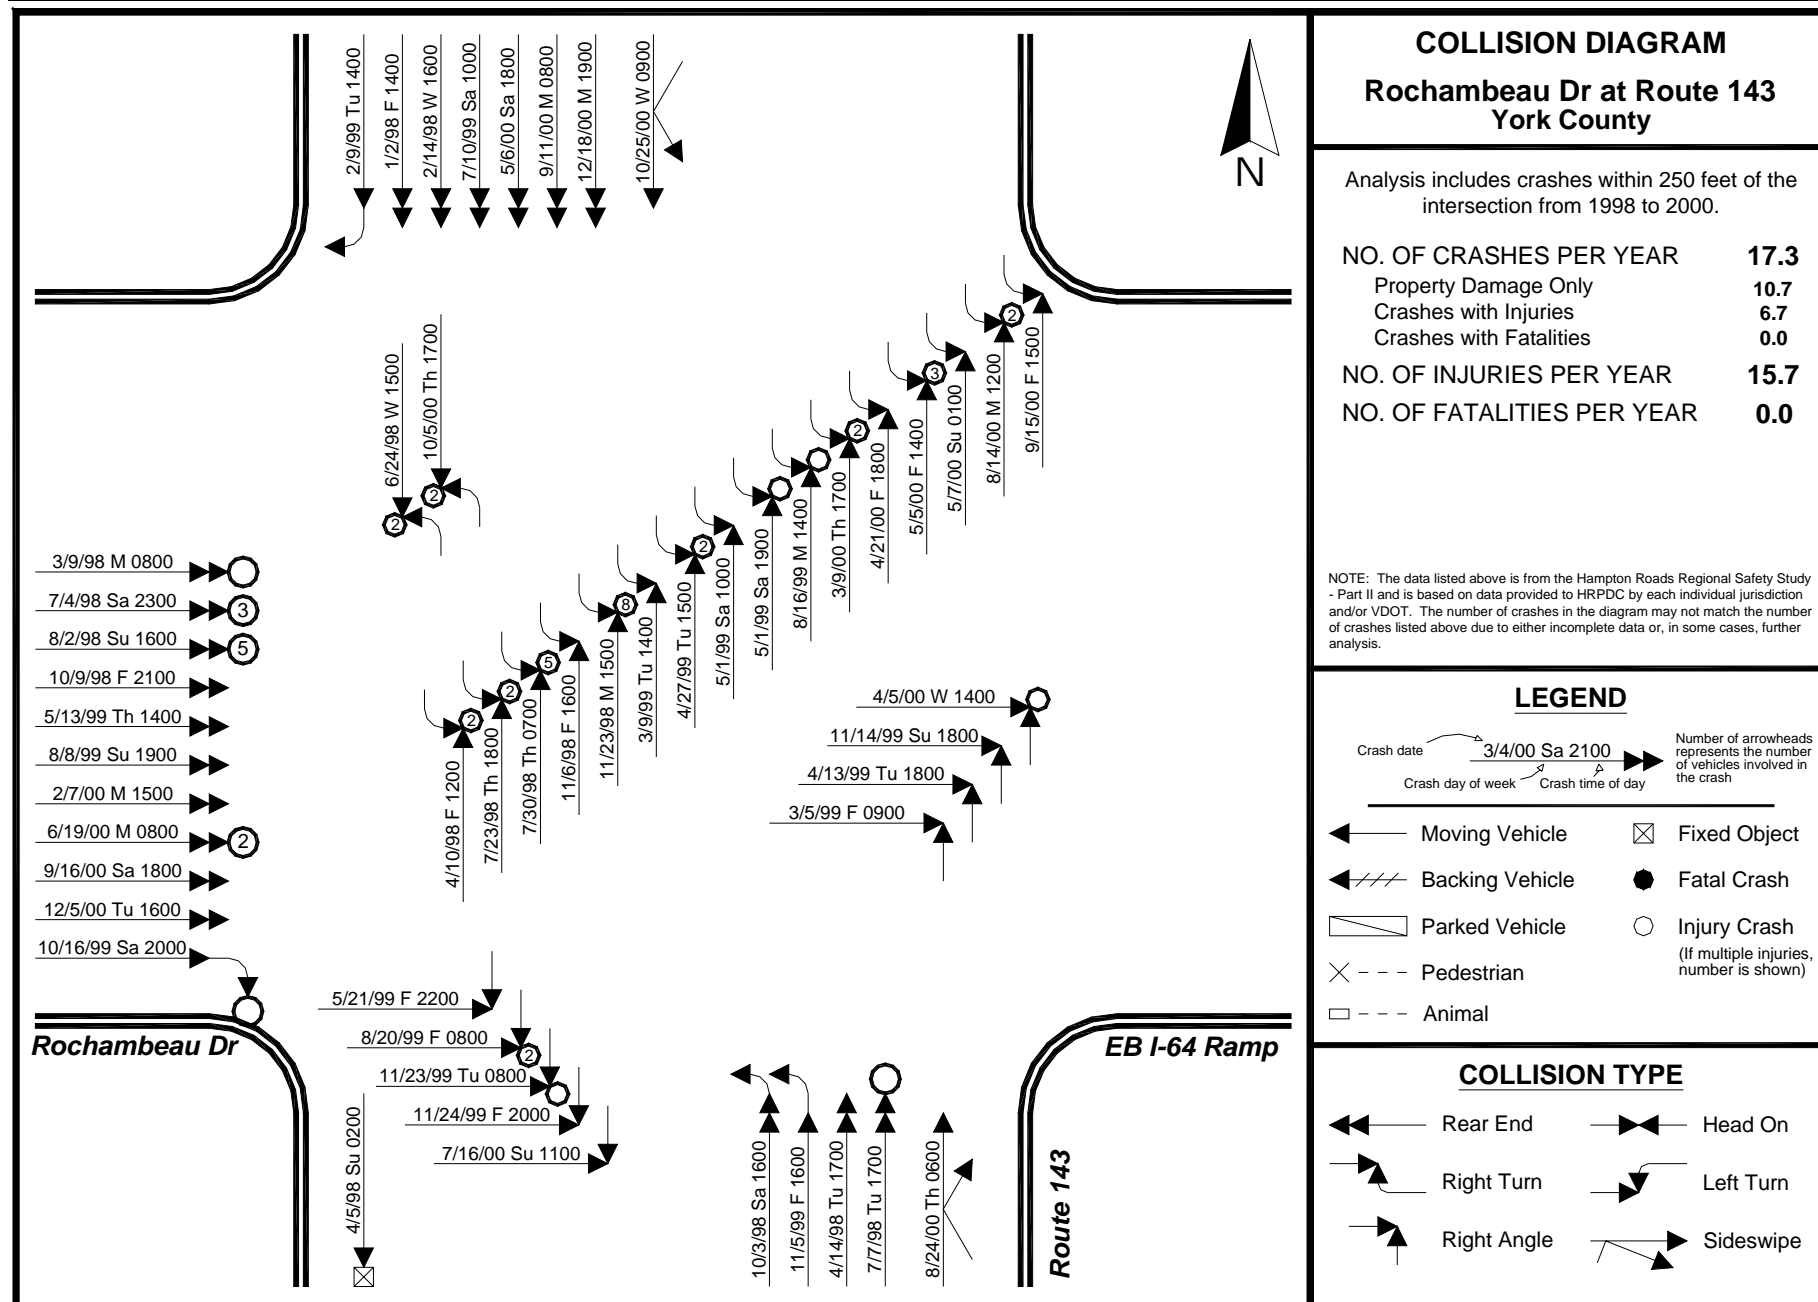 COLLISION DIAGRAM
Rochambeau Dr at Route 143
York County
Analysis includes crashes within 250 feet of the
intersection from 1998 to 2000.
NO. OF CRASHES PER YEAR 17.3
Property Damage Only 10.7
Crashes with Injuries 6.7
Crashes with Fatalities 0.0
NO. OF INJURIES PER YEAR 15.7
NO. OF FATALITIES PER YEAR 0.0
NOTE: The data listed above is from the Hampton Roads Regional Safety Study
- Part II and is based on data provided to HRPDC by each individual jurisdiction
and/or VDOT. The number of crashes in the diagram may not match the number
of crashes listed above due to either incomplete data or, in some cases, further
analysis.
LEGEND
Crash date
3/4/00 Sa 2100
Crash day of week
Crash time of day
Number of arrowheads
represents the number
of vehicles involved in
the crash
Moving Vehicle
Fixed Object
Backing Vehicle
Fatal Crash
Parked Vehicle
Injury Crash
(If multiple injuries,
number is shown)
Pedestrian
Animal
COLLISION TYPE
Rear End
Head On
Right Turn
Left Turn
Right Angle
Sideswipe
N
2/9/99 Tu 1400
1/2/98 F 1400
2/14/98 W 1600
7/10/99 Sa 1000
5/6/00 Sa 1800
9/11/00 M 0800
12/18/00 M 1900
10/25/00 W 0900
6/24/98 W 1500
2
10/5/00 Th 1700
2
3/9/98 M 0800
7/4/98 Sa 2300
3
8/2/98 Su 1600
5
10/9/98 F 2100
5/13/99 Th 1400
8/8/99 Su 1900
2/7/00 M 1500
6/19/00 M 0800
2
9/16/00 Sa 1800
12/5/00 Tu 1600
10/16/99 Sa 2000
4/10/98 F 1200
2
7/23/98 Th 1800
2
7/30/98 Th 0700
5
11/6/98 F 1600
11/23/98 M 1500
8
3/9/99 Tu 1400
4/27/99 Tu 1500
2
5/1/99 Sa 1000
5/1/99 Sa 1900
8/16/99 M 1400
3/9/00 Th 1700
2
4/21/00 F 1800
5/5/00 F 1400
3
5/7/00 Su 0100
8/14/00 M 1200
2
9/15/00 F 1500
4/5/00 W 1400
11/14/99 Su 1800
4/13/99 Tu 1800
3/5/99 F 0900
5/21/99 F 2200
8/20/99 F 0800
2
11/23/99 Tu 0800
11/24/99 F 2000
7/16/00 Su 1100
4/5/98 Su 0200
10/3/98 Sa 1600
11/5/99 F 1600
4/14/98 Tu 1700
7/7/98 Tu 1700
8/24/00 Th 0600
Rochambeau Dr
EB I-64 Ramp
Route 143